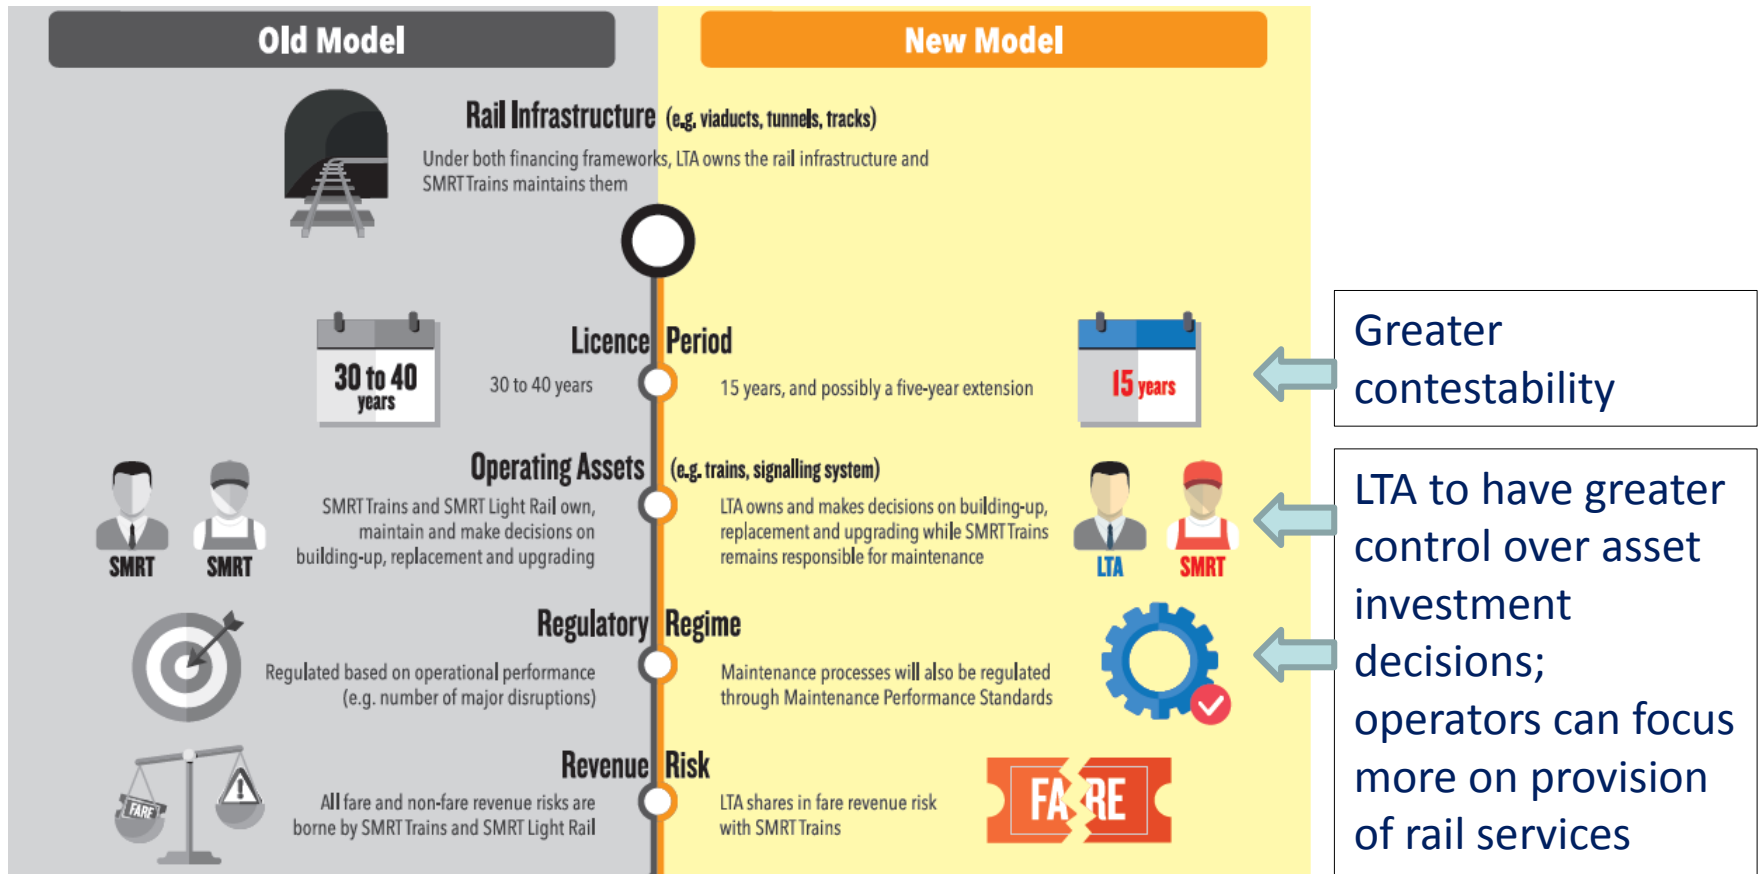 Old Model
New Model
Rail Infrastructure (e.g. viaducts, tunnels, tracks)
Under both financing frameworks, LTA owns the rail infrastructure and
SMRT Trains maintains them
Licence Period
30 to 40
years
30 to 40 years
15 years, and possibly a five-year extension
15 years
Greater
contestability
Operating Assets (e.g. trains, signalling system)
SMRT Trains and SMRT Light Rail own,
maintain and make decisions on
building-up, replacement and upgrading
SMRT SMRT
LTA owns and makes decisions on building-up,
replacement and upgrading while SMRT Trains
remains responsible for maintenance
LTA SMRT
LTA to have greater
control over asset
investment
decisions;
operators can focus
more on provision
of rail services
Regulatory Regime
Regulated based on operational performance
(e.g. number of major disruptions)
Maintenance processes will also be regulated
through Maintenance Performance Standards
Revenue Risk
FARE
All fare and non-fare revenue risks are
borne by SMRT Trains and SMRT Light Rail
LTA shares in fare revenue risk
with SMRT Trains
FARE